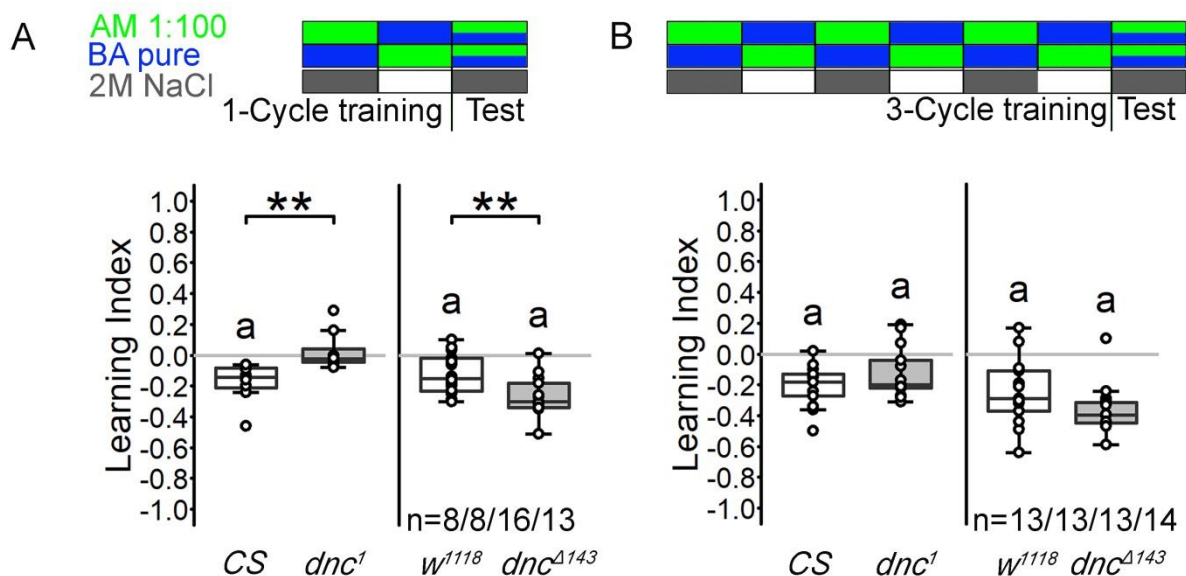 A
AM 1:100
BA pure
2M NaCl
1-Cycle training Test
Learning Index
1.0
0.8
0.6
0.4
0.2
0.0
-0.2
-0.4
-0.6
-0.8
-1.0
** **
a a a
n=8/8/16/13
CS dnc¹ w¹¹¹⁸ dncΔ¹⁴³
B
3-Cycle training Test
Learning Index
1.0
0.8
0.6
0.4
0.2
0.0
-0.2
-0.4
-0.6
-0.8
-1.0
a a a a
n=13/13/13/14
CS dnc¹ w¹¹¹⁸ dncΔ¹⁴³